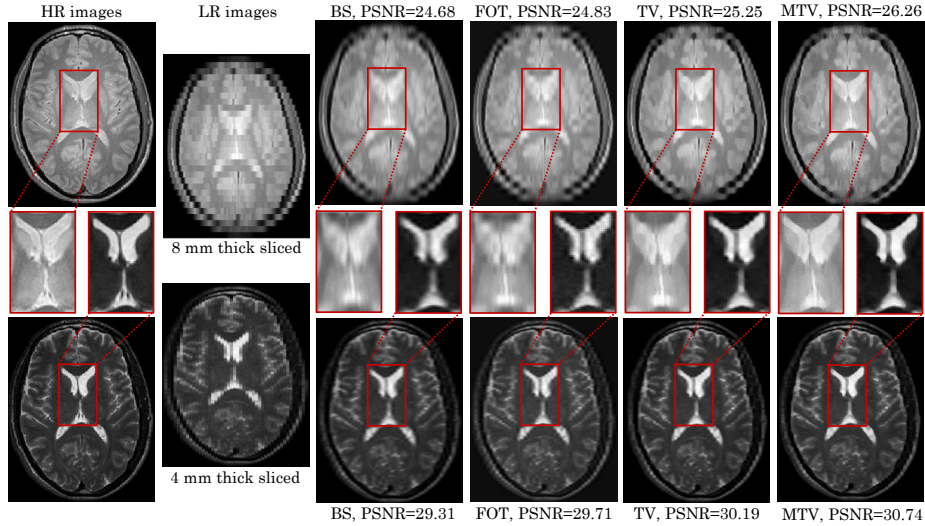 HR images
LR images
BS, PSNR=24.68
FOT, PSNR=24.83
TV, PSNR=25.25
MTV, PSNR=26.26
8 mm thick sliced
4 mm thick sliced
BS, PSNR=29.31
FOT, PSNR=29.71
TV, PSNR=30.19
MTV, PSNR=30.74